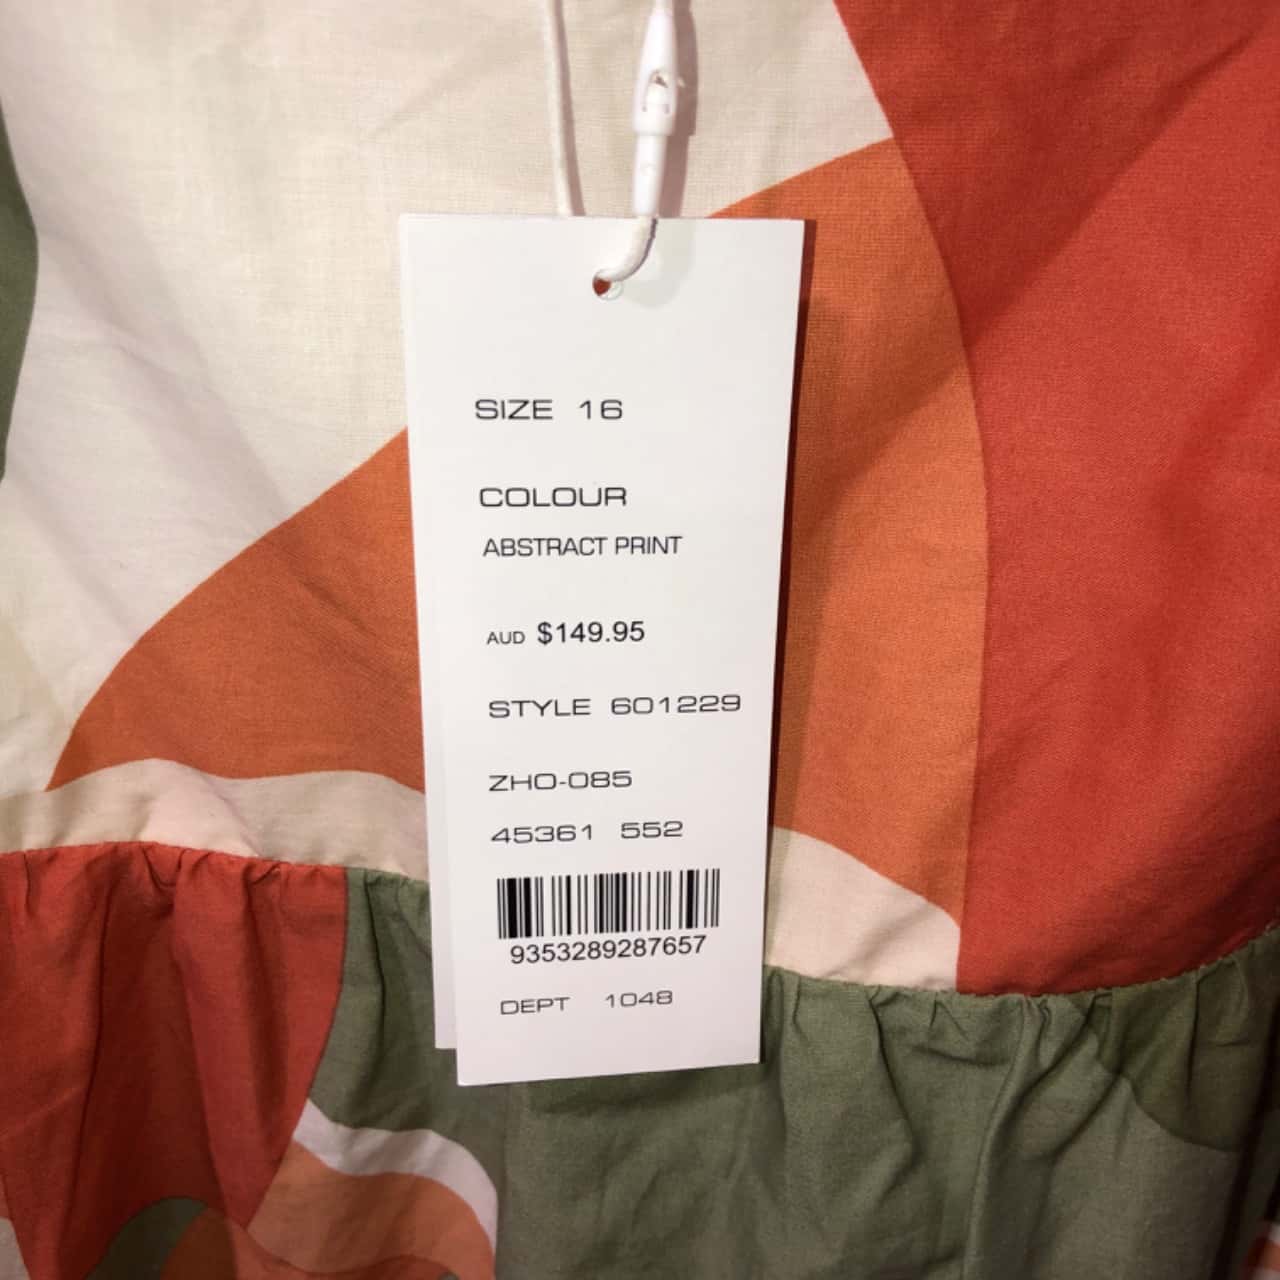 SIZE 16
COLOUR
ABSTRACT PRINT
AUD $149.95
STYLE 601229
ZHO-085
45361 552
9353289287657
DEPT 1048